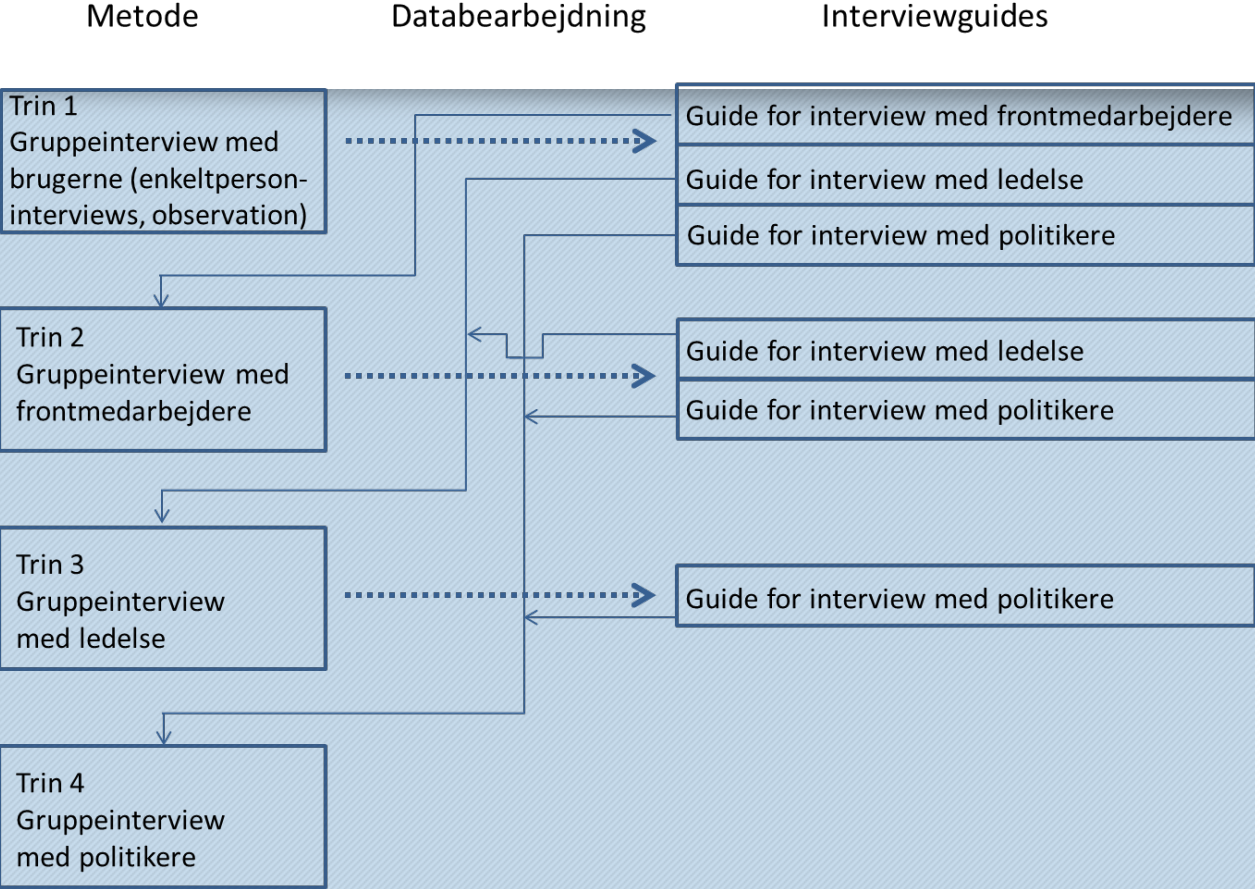 Metode
Databearbejdning
Interviewguides
Trin 1
Gruppeinterview med
brugerne (enkeltperson-
interviews, observation)
Guide for interview med frontmedarbejdere
Guide for interview med ledelse
Guide for interview med politikere
Trin 2
Gruppeinterview med
frontmedarbejdere
Guide for interview med ledelse
Guide for interview med politikere
Trin 3
Gruppeinterview
med ledelse
Guide for interview med politikere
Trin 4
Gruppeinterview
med politikere